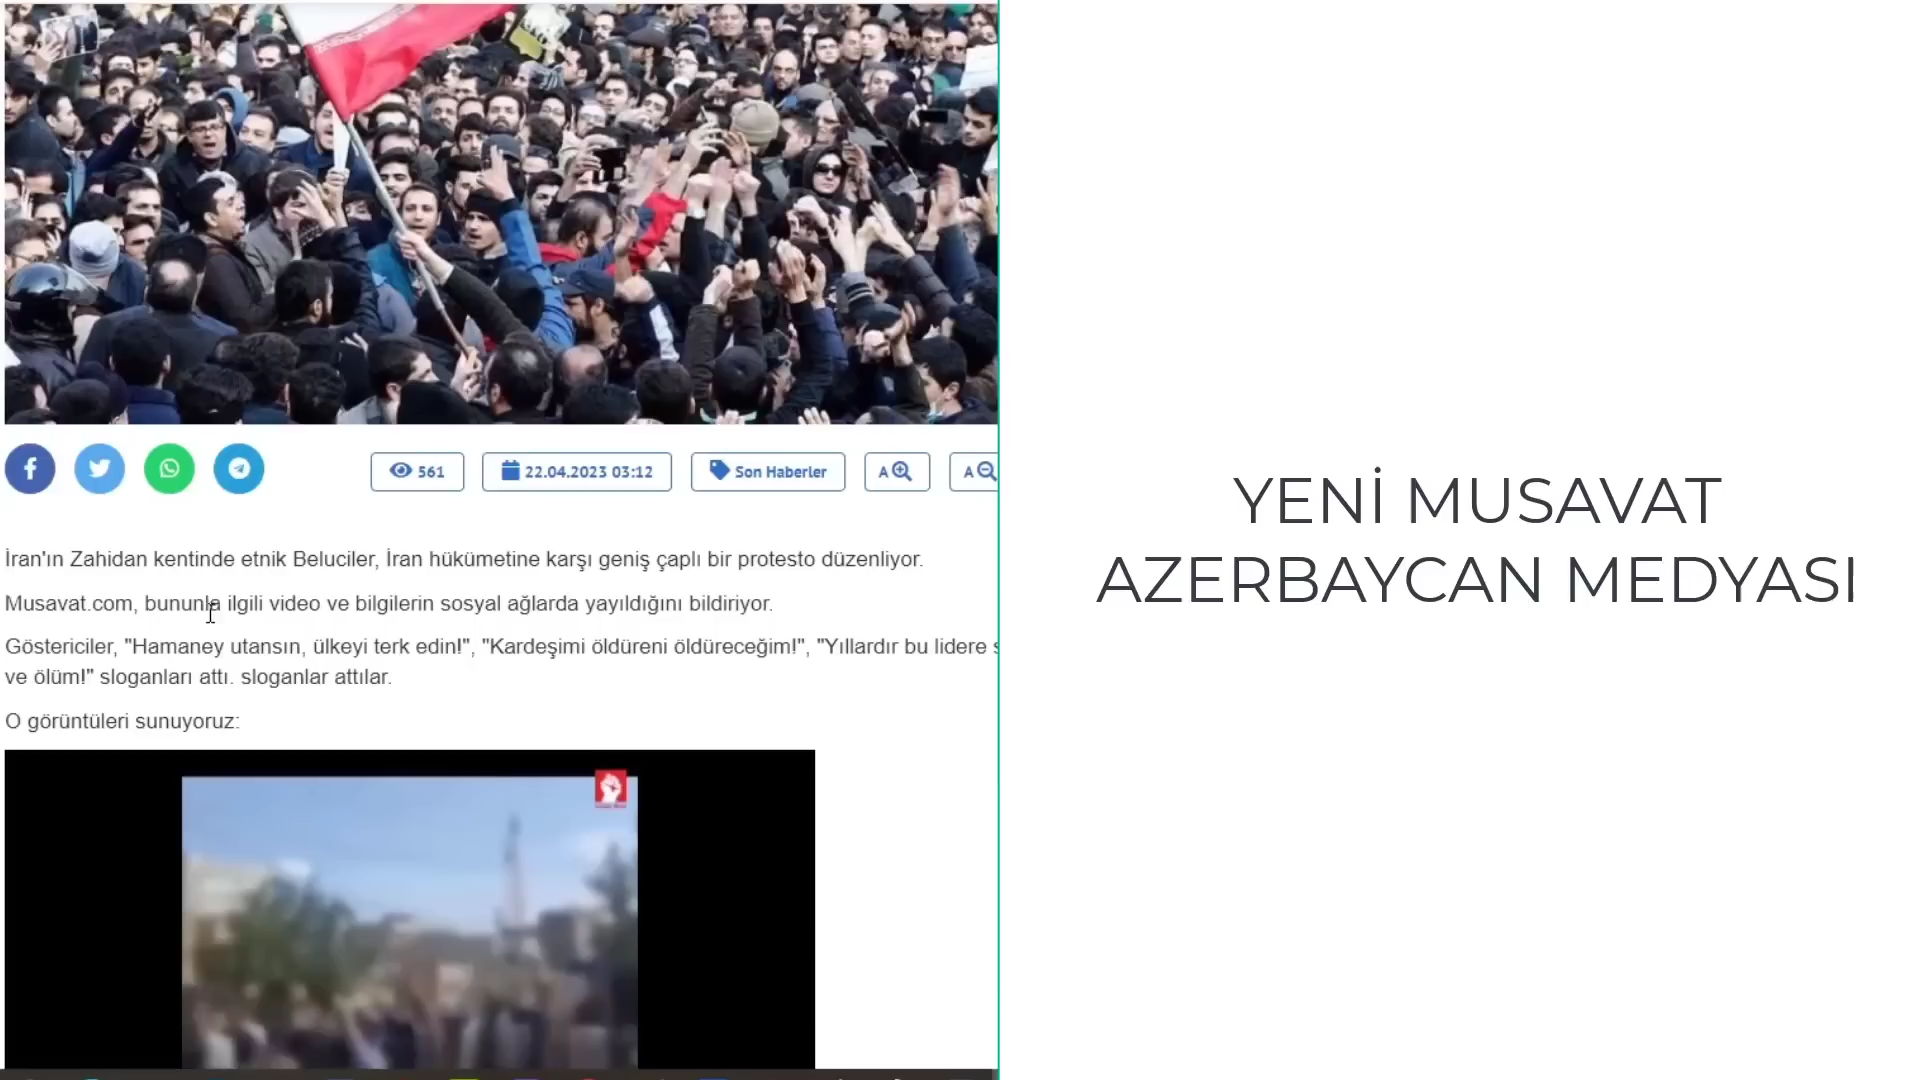 561
22.04.2023 03:12
Son Haberler
A
A
İran'ın Zahidan kentinde etnik Beluciler, İran hükümetine karşı geniş çaplı bir protesto düzenliyor.
Musavat.com, bununla ilgili video ve bilgilerin sosyal ağlarda yayıldığını bildiriyor.
Göstericiler, "Hamaney utansın, ülkeyi terk edin!", "Kardeşimi öldüreni öldüreceğim!", "Yıllardır bu lidere
ve ölüm!" sloganları attı. sloganlar attılar.
O görüntüleri sunuyoruz:
YENİ MUSAVAT
AZERBAYCAN MEDYASI